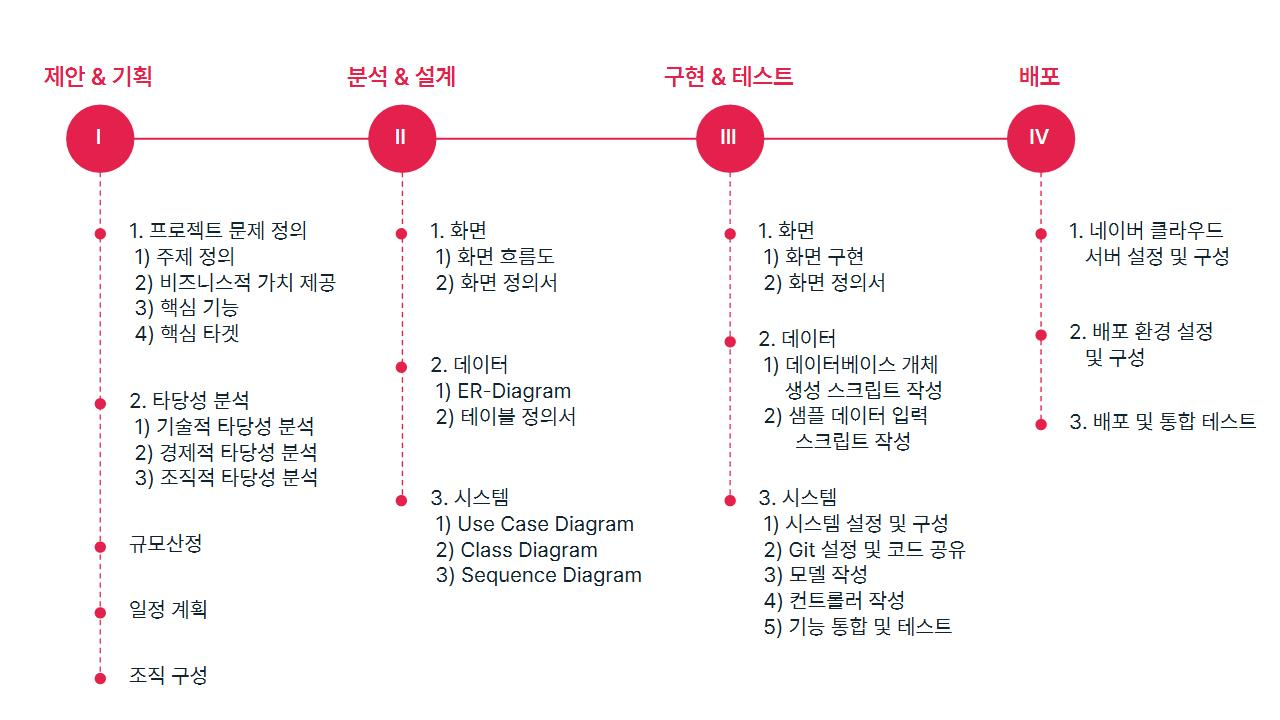 제안 & 기획
I
1. 프로젝트 문제 정의
1) 주제 정의
2) 비즈니스적 가치 제공
3) 핵심 기능
4) 핵심 타겟
2. 타당성 분석
1) 기술적 타당성 분석
2) 경제적 타당성 분석
3) 조직적 타당성 분석
규모산정
일정 계획
조직 구성
분석 & 설계
II
1. 화면
1) 화면 흐름도
2) 화면 정의서
2. 데이터
1) ER-Diagram
2) 테이블 정의서
3. 시스템
1) Use Case Diagram
2) Class Diagram
3) Sequence Diagram
구현 & 테스트
III
1. 화면
1) 화면 구현
2) 화면 정의서
2. 데이터
1) 데이터베이스 개체
생성 스크립트 작성
2) 샘플 데이터 입력
스크립트 작성
3. 시스템
1) 시스템 설정 및 구성
2) Git 설정 및 코드 공유
3) 모델 작성
4) 컨트롤러 작성
5) 기능 통합 및 테스트
배포
IV
1. 네이버 클라우드
서버 설정 및 구성
2. 배포 환경 설정
및 구성
3. 배포 및 통합 테스트